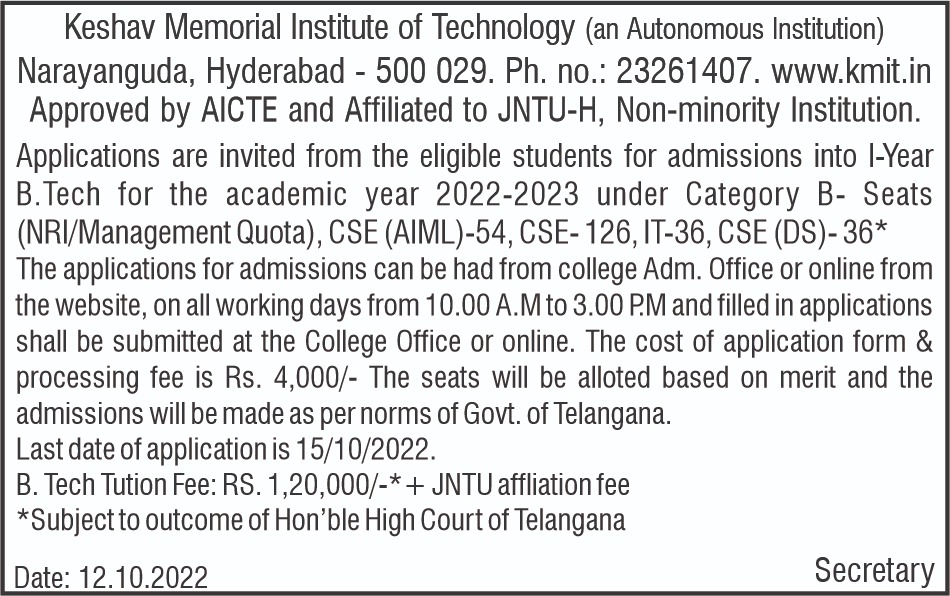 Keshav Memorial Institute of Technology (an Autonomous Institution)
Narayanguda, Hyderabad - 500 029. Ph. no.: 23261407. www.kmit.in
Approved by AICTE and Affiliated to JNTU-H, Non-minority Institution.
Applications are invited from the eligible students for admissions into I-Year
B.Tech for the academic year 2022-2023 under Category B- Seats
(NRI/Management Quota), CSE (AIML)-54, CSE- 126, IT-36, CSE (DS)- 36*
The applications for admissions can be had from college Adm. Office or online from
the website, on all working days from 10.00 A.M to 3.00 P.M and filled in applications
shall be submitted at the College Office or online. The cost of application form &
processing fee is Rs. 4,000/- The seats will be alloted based on merit and the
admissions will be made as per norms of Govt. of Telangana.
Last date of application is 15/10/2022.
B. Tech Tution Fee: RS. 1,20,000/-* + JNTU affliation fee
*Subject to outcome of Hon'ble High Court of Telangana
Date: 12.10.2022 Secretary